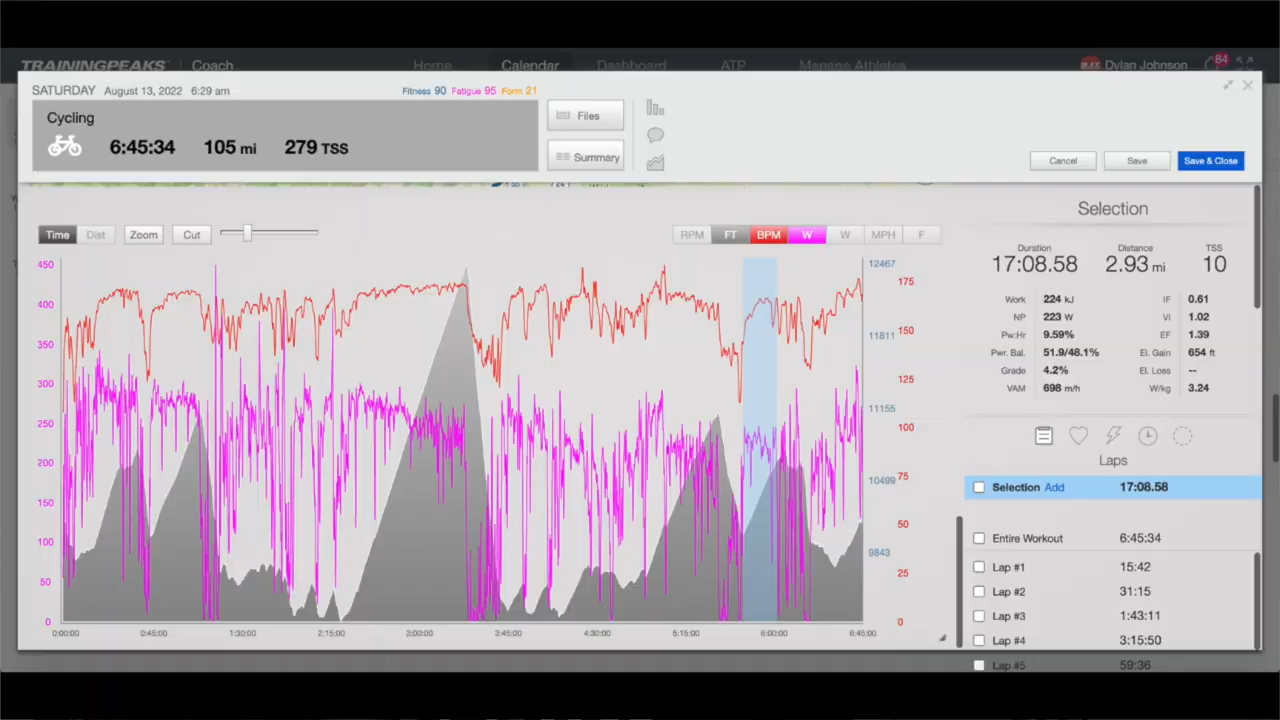 TRAININGPEAKS Coach Home Calendar Dashboard ATP Manage Athletes Dylan Johnson 84
SATURDAY August 13, 2022 6:29 am Fitness 90 Fatigue 95 Form 21
Cycling
6:45:34 105 mi 279 TSS
Files
Summary
Cancel Save Save & Close
Time Dist Zoom Cut
RPM FT BPM W W MPH F
450
400
350
300
250
200
150
100
50
0
12467
11811
11155
10499
9843
175
150
125
100
75
50
25
0
0:00:00 0:45:00 1:30:00 2:15:00 3:00:00 3:45:00 4:30:00 5:15:00 6:00:00 6:45:00
Selection
Duration Distance TSS
17:08.58 2.93 mi 10
Work 224 kJ IF 0.61
NP 223 W VI 1.02
Pw:Hr 9.59% EF 1.39
Pwr. Bal. 51.9/48.1% El. Gain 654 ft
Grade 4.2% El. Loss --
VAM 698 m/h W/kg 3.24
Laps
Selection Add 17:08.58
Entire Workout 6:45:34
Lap #1 15:42
Lap #2 31:15
Lap #3 1:43:11
Lap #4 3:15:50
Lap #5 59:36